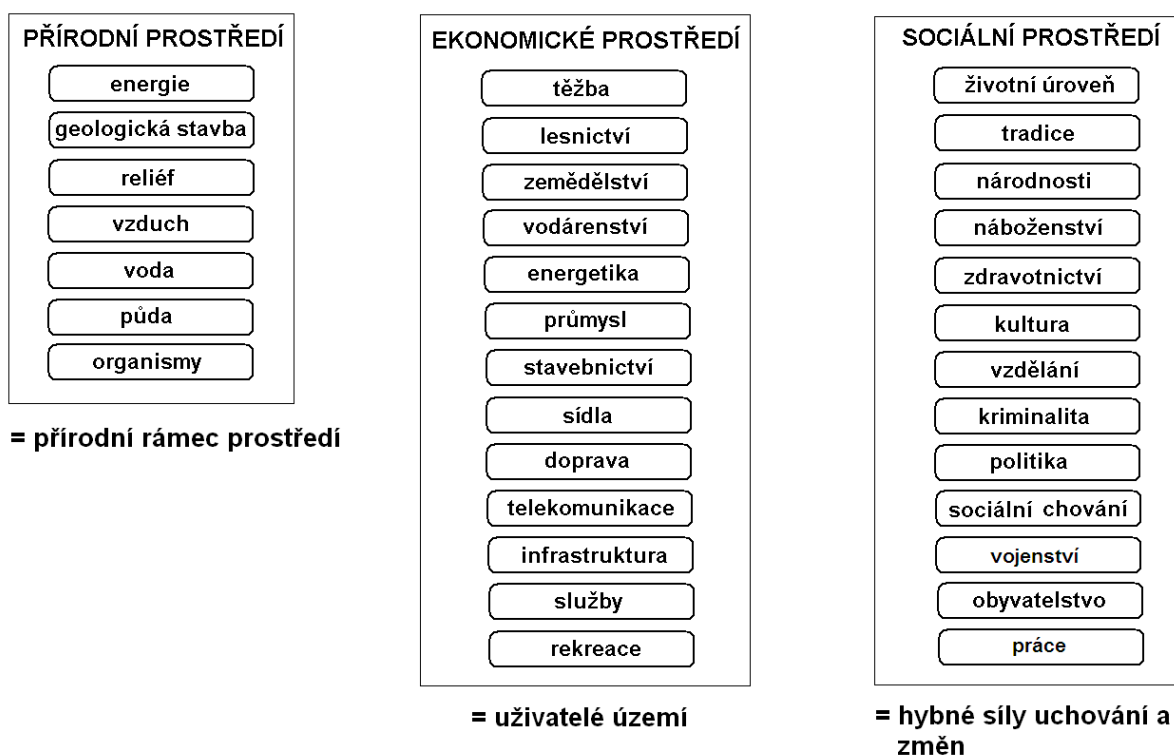 PŘÍRODNÍ PROSTŘEDÍ
energie
geologická stavba
reliéf
vzduch
voda
půda
organismy
= přírodní rámec prostředí
EKONOMICKÉ PROSTŘEDÍ
těžba
lesnictví
zemědělství
vodárenství
energetika
průmysl
stavebnictví
sídla
doprava
telekomunikace
infrastruktura
služby
rekreace
= uživatelé území
SOCIÁLNÍ PROSTŘEDÍ
životní úroveň
tradice
národnosti
náboženství
zdravotnictví
kultura
vzdělání
kriminalita
politika
sociální chování
vojenství
obyvatelstvo
práce
= hybné síly uchování a
změn